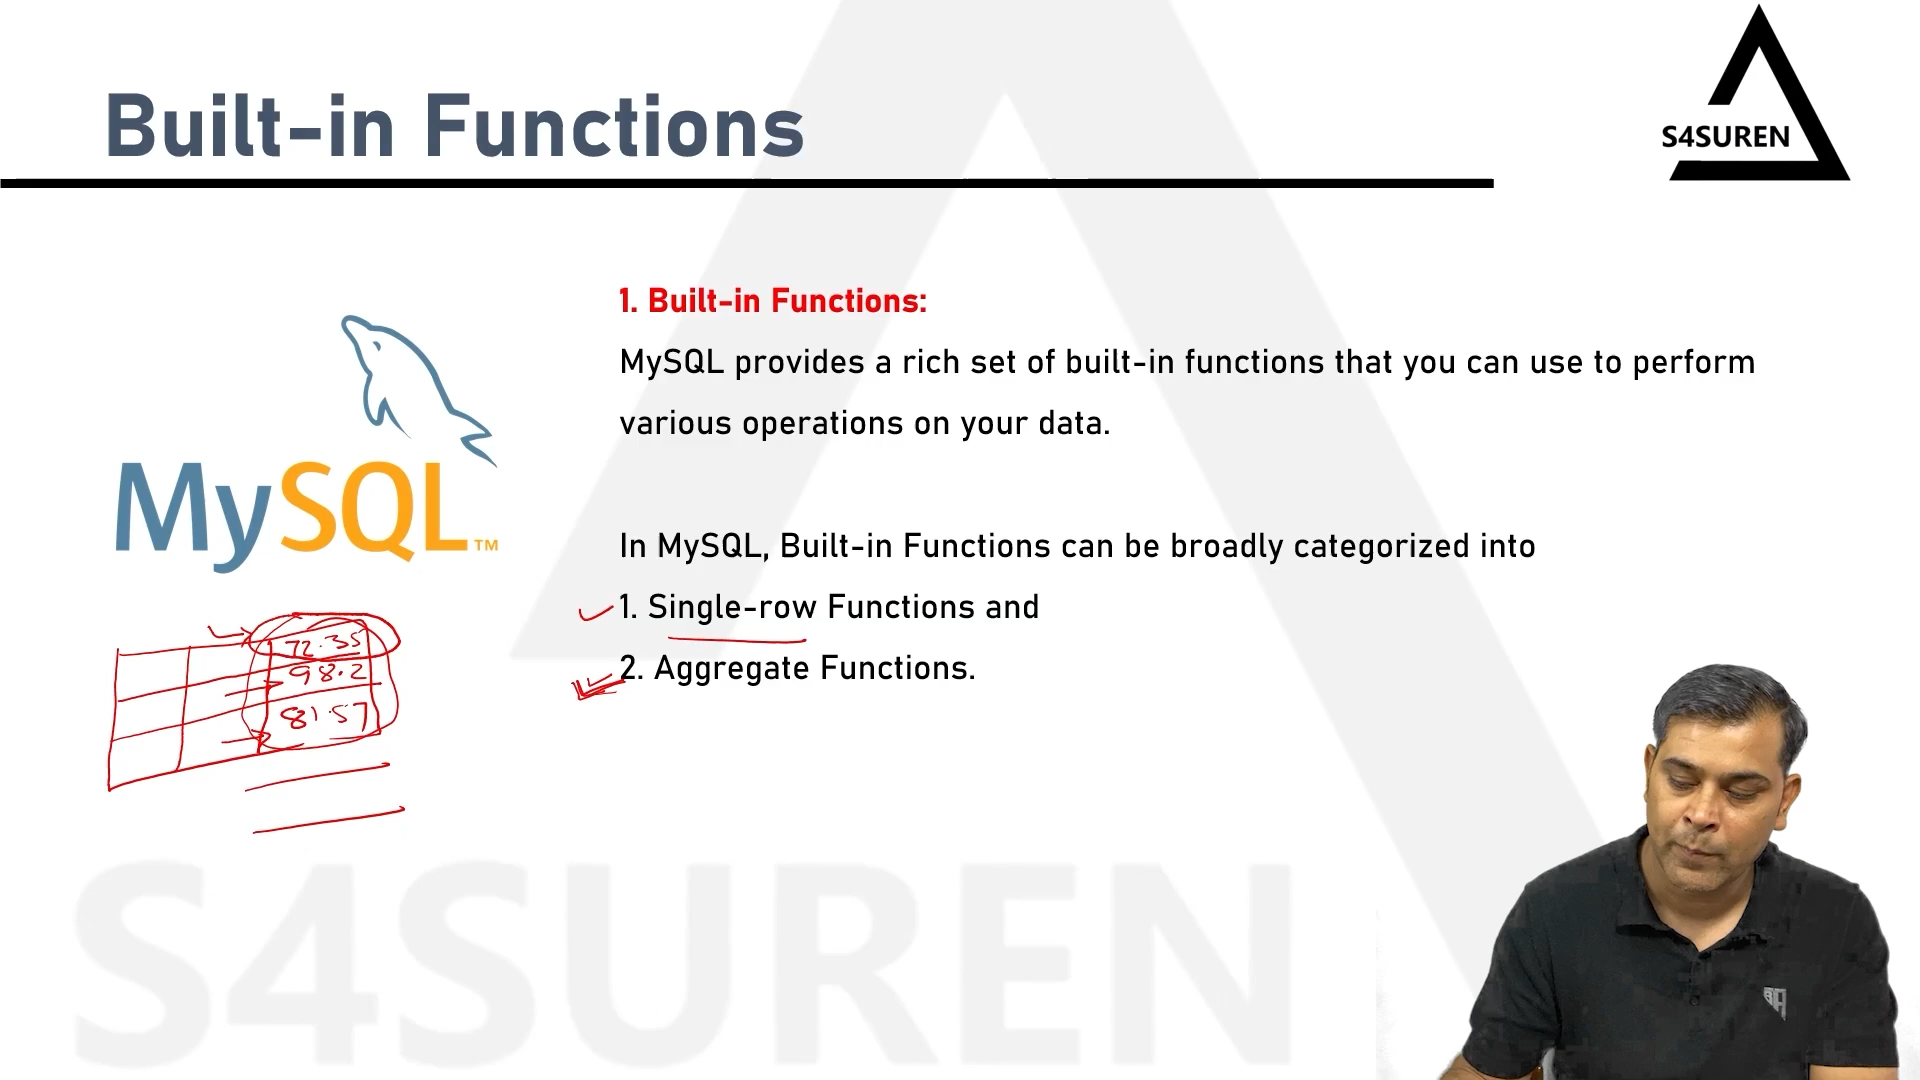 Built-in Functions
S4SUREN
1. Built-in Functions:
MySQL provides a rich set of built-in functions that you can use to perform
various operations on your data.
In MySQL, Built-in Functions can be broadly categorized into
1. Single-row Functions and
2. Aggregate Functions.
MySQL™
72.35
98.2
81.57
S4SUREN